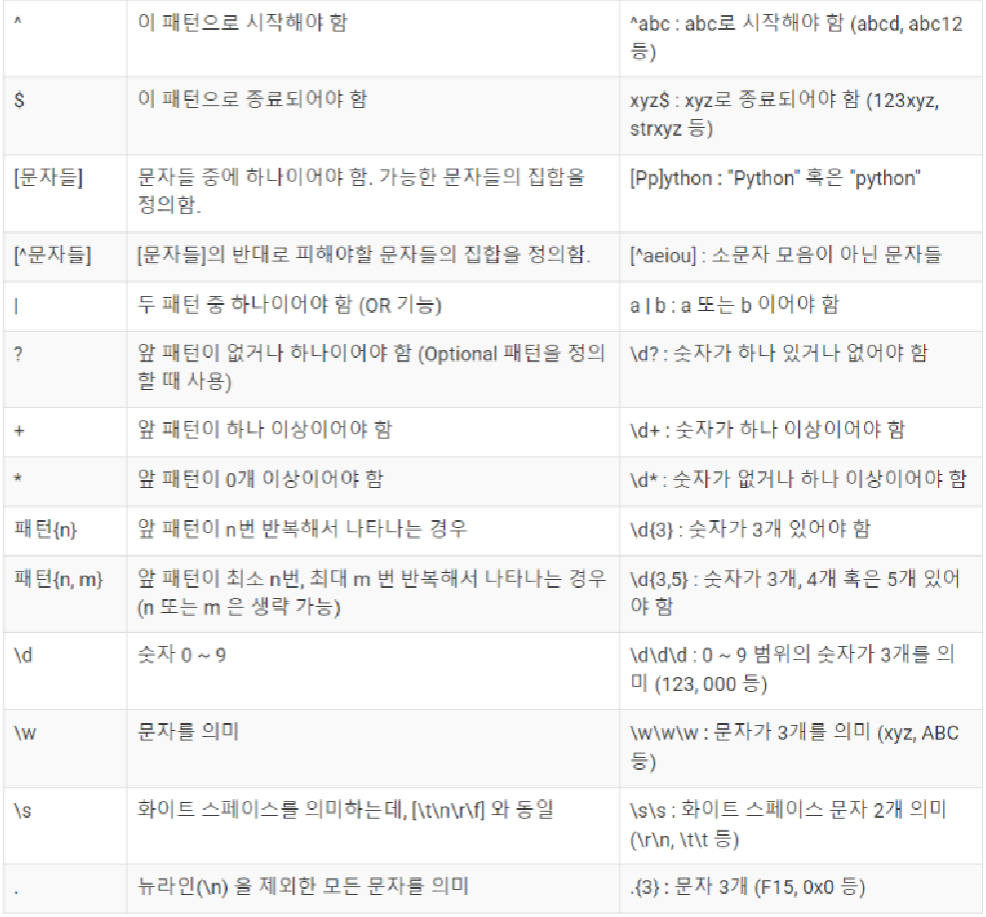 ^ 이 패턴으로 시작해야 함 ^abc : abc로 시작해야 함 (abcd, abc12
등)
$ 이 패턴으로 종료되어야 함 xyz$ : xyz로 종료되어야 함 (123xyz,
strxyz 등)
[문자들] 문자들 중에 하나이어야 함. 가능한 문자들의 집합을 [Pp]ython : "Python" 혹은 "python"
정의함.
[^문자들] [문자들]의 반대로 피해야할 문자들의 집합을 정의함. [^aeiou] : 소문자 모음이 아닌 문자들
| 두 패턴 중 하나이어야 함 (OR 기능) a | b : a 또는 b 이어야 함
? 앞 패턴이 없거나 하나이어야 함 (Optional 패턴을 정의 \d? : 숫자가 하나 있거나 없어야 함
할 때 사용)
+ 앞 패턴이 하나 이상이어야 함 \d+ : 숫자가 하나 이상이어야 함
* 앞 패턴이 0개 이상이어야 함 \d* : 숫자가 없거나 하나 이상이어야 함
패턴{n} 앞 패턴이 n번 반복해서 나타나는 경우 \d{3} : 숫자가 3개 있어야 함
패턴{n, m} 앞 패턴이 최소 n번, 최대 m 번 반복해서 나타나는 경우 \d{3,5} : 숫자가 3개, 4개 혹은 5개 있어
(n 또는 m 은 생략 가능) 야 함
\d 숫자 0 ~ 9 \d\d\d : 0 ~ 9 범위의 숫자가 3개를 의
미 (123, 000 등)
\w 문자를 의미 \w\w\w : 문자가 3개를 의미 (xyz, ABC
등)
\s 화이트 스페이스를 의미하는데, [\t\n\r\f] 와 동일 \s\s : 화이트 스페이스 문자 2개 의미
(\r\n, \t\t 등)
. 뉴라인(\n) 을 제외한 모든 문자를 의미 .{3} : 문자 3개 (F15, 0x0 등)